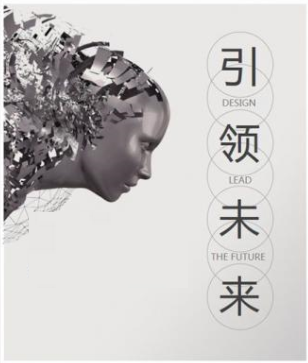 引
DESIGN
领
LEAD
未
THE FUTURE
来